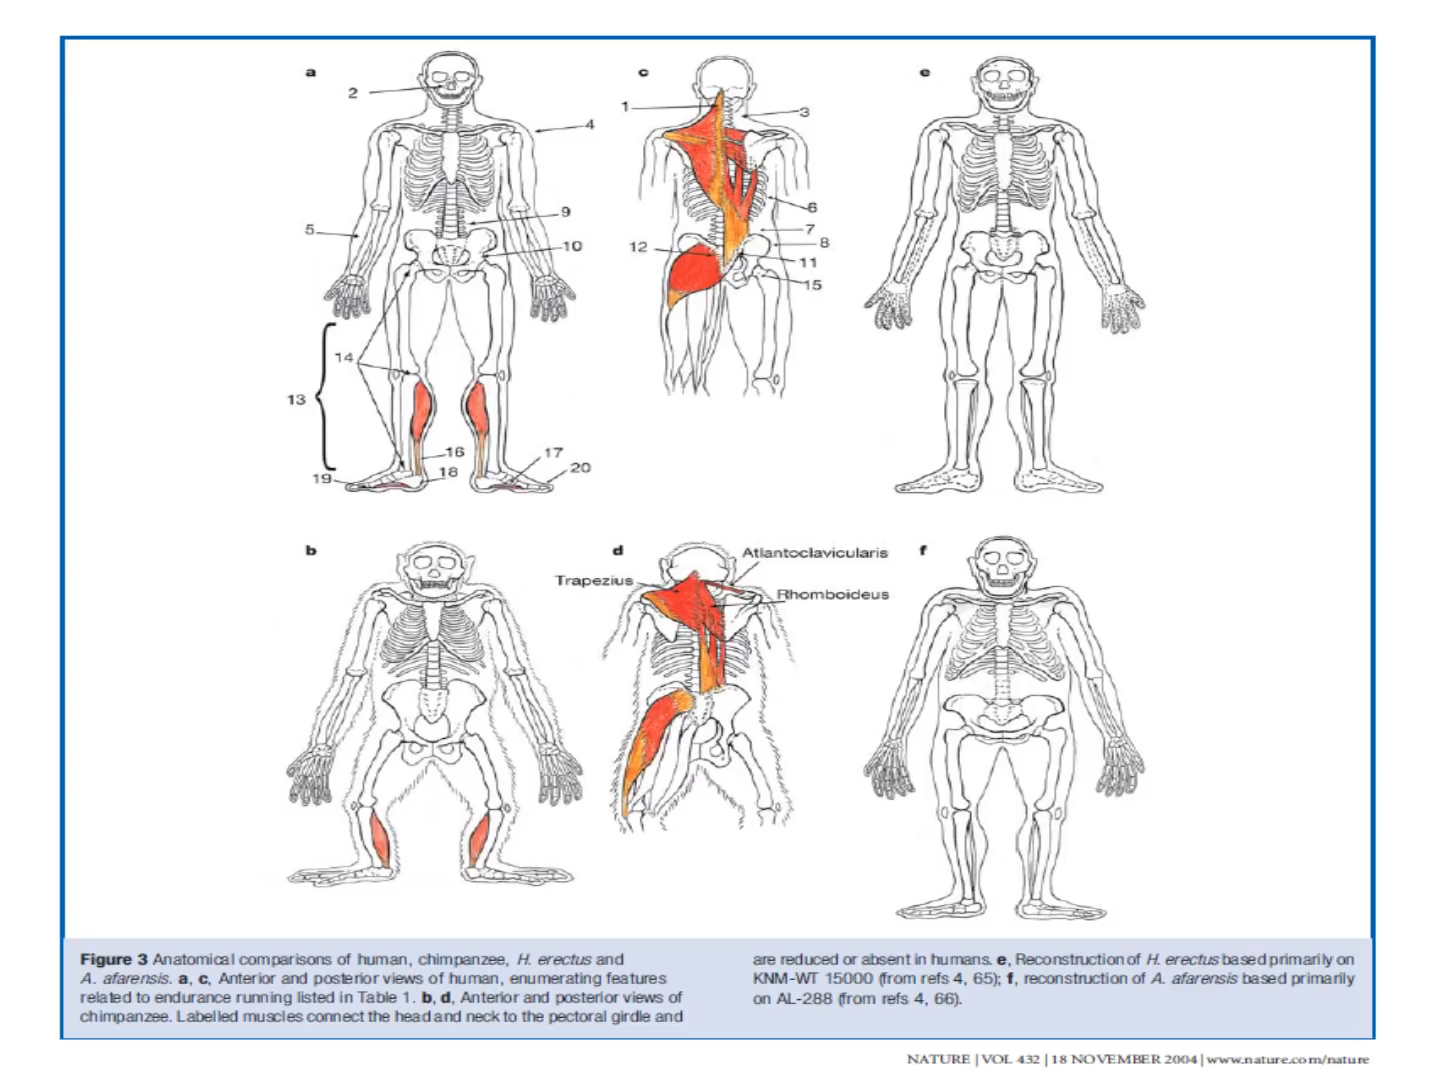 a
c
e
2
1
3
4
5
9
6
7
10
12
8
11
15
14
13
16
17
18
20
19
b
d
f
Atlantoclavicularis
Trapezius
Rhomboideus
Figure 3 Anatomical comparisons of human, chimpanzee, H. erectus and
A. afarensis. a, c, Anterior and posterior views of human, enumerating features
related to endurance running listed in Table 1. b, d, Anterior and posterior views of
chimpanzee. Labelled muscles connect the head and neck to the pectoral girdle and
are reduced or absent in humans. e, Reconstruction of H. erectus based primarily on
KNM-WT 15000 (from refs 4, 65); f, reconstruction of A. afarensis based primarily
on AL-288 (from refs 4, 66).
NATURE | VOL 432 | 18 NOVEMBER 2004 | www.nature.com/nature